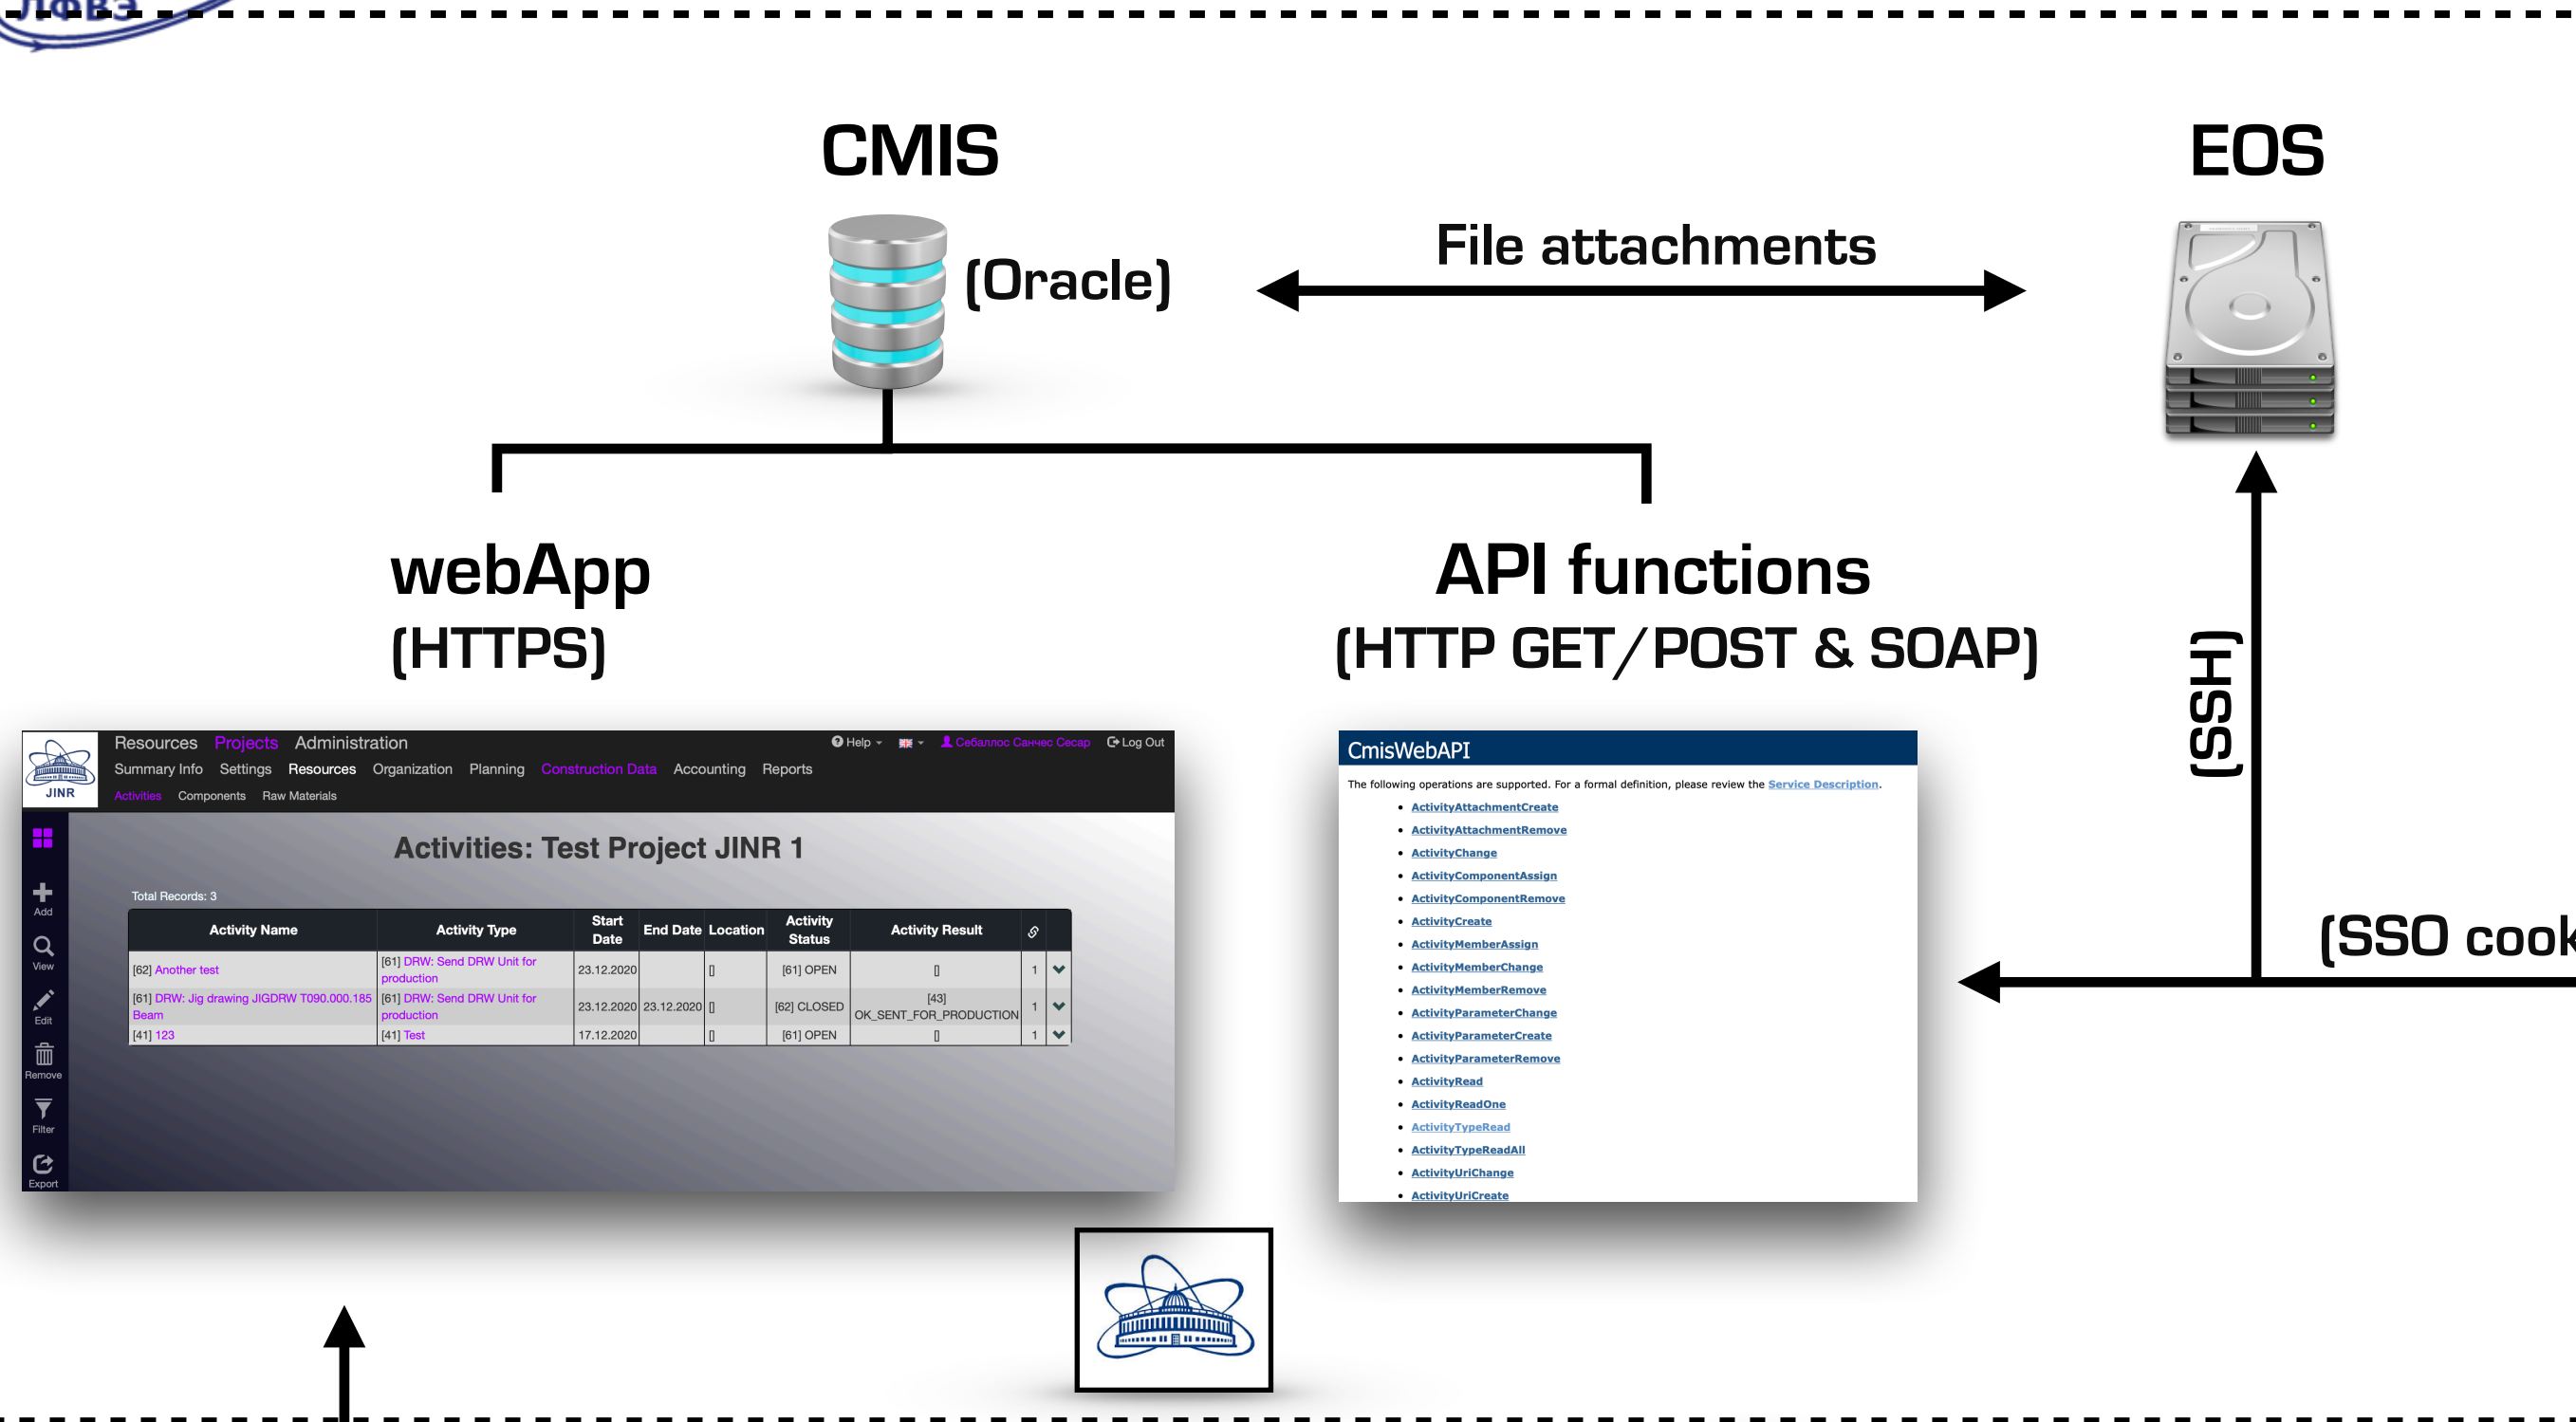 ЛФВЭ
CMIS
EOS
File attachments
(Oracle)
webApp
(HTTPS)
API functions
(HTTP GET/POST & SOAP)
(SSH)
(SSO cook
JINR
Resources Projects Administration
Help Себаллос Санчес Сесар Log Out
Summary Info Settings Resources Organization Planning Construction Data Accounting Reports
Activities Components Raw Materials
Add
View
Edit
Remove
Filter
Export
Activities: Test Project JINR 1
Total Records: 3
Activity Name Activity Type Start Date End Date Location Activity Status Activity Result
[62] Another test [61] DRW: Send DRW Unit for production 23.12.2020 [] [61] OPEN [] 1
[61] DRW: Jig drawing JIGDRW T090.000.185 Beam [61] DRW: Send DRW Unit for production 23.12.2020 23.12.2020 [] [62] CLOSED [43] OK_SENT_FOR_PRODUCTION 1
[41] 123 [41] Test 17.12.2020 [] [61] OPEN [] 1
CmisWebAPI
The following operations are supported. For a formal definition, please review the Service Description.
• ActivityAttachmentCreate
• ActivityAttachmentRemove
• ActivityChange
• ActivityComponentAssign
• ActivityComponentRemove
• ActivityCreate
• ActivityMemberAssign
• ActivityMemberChange
• ActivityMemberRemove
• ActivityParameterChange
• ActivityParameterCreate
• ActivityParameterRemove
• ActivityRead
• ActivityReadOne
• ActivityTypeRead
• ActivityTypeReadAll
• ActivityUriChange
• ActivityUriCreate